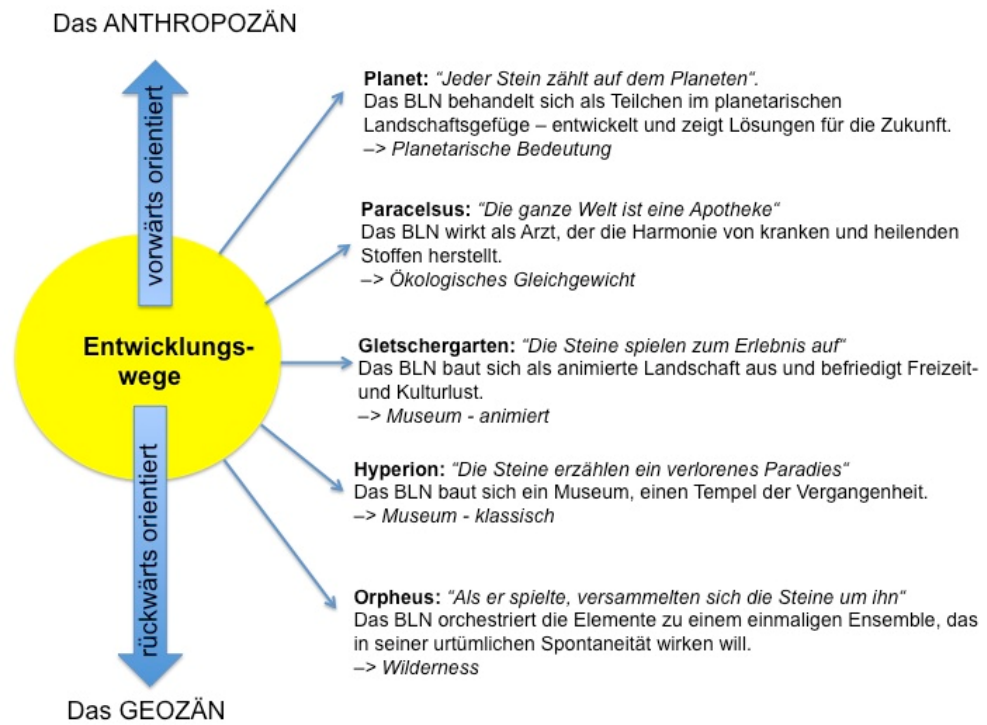 Das ANTHROPOZÄN
vorwärts orientiert
Entwicklungs-
wege
rückwärts orientiert
Das GEOZÄN
Planet: "Jeder Stein zählt auf dem Planeten".
Das BLN behandelt sich als Teilchen im planetarischen
Landschaftsgefüge – entwickelt und zeigt Lösungen für die Zukunft.
–> Planetarische Bedeutung
Paracelsus: "Die ganze Welt ist eine Apotheke"
Das BLN wirkt als Arzt, der die Harmonie von kranken und heilenden
Stoffen herstellt.
–> Ökologisches Gleichgewicht
Gletschergarten: "Die Steine spielen zum Erlebnis auf"
Das BLN baut sich als animierte Landschaft aus und befriedigt Freizeit-
und Kulturlust.
–> Museum - animiert
Hyperion: "Die Steine erzählen ein verlorenes Paradies"
Das BLN baut sich ein Museum, einen Tempel der Vergangenheit.
–> Museum - klassisch
Orpheus: "Als er spielte, versammelten sich die Steine um ihn"
Das BLN orchestriert die Elemente zu einem einmaligen Ensemble, das
in seiner urtümlichen Spontaneität wirken will.
–> Wilderness